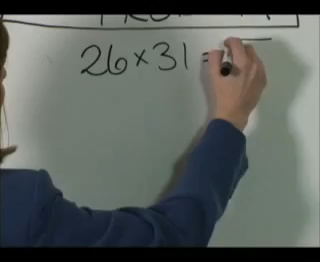 26 × 31 =